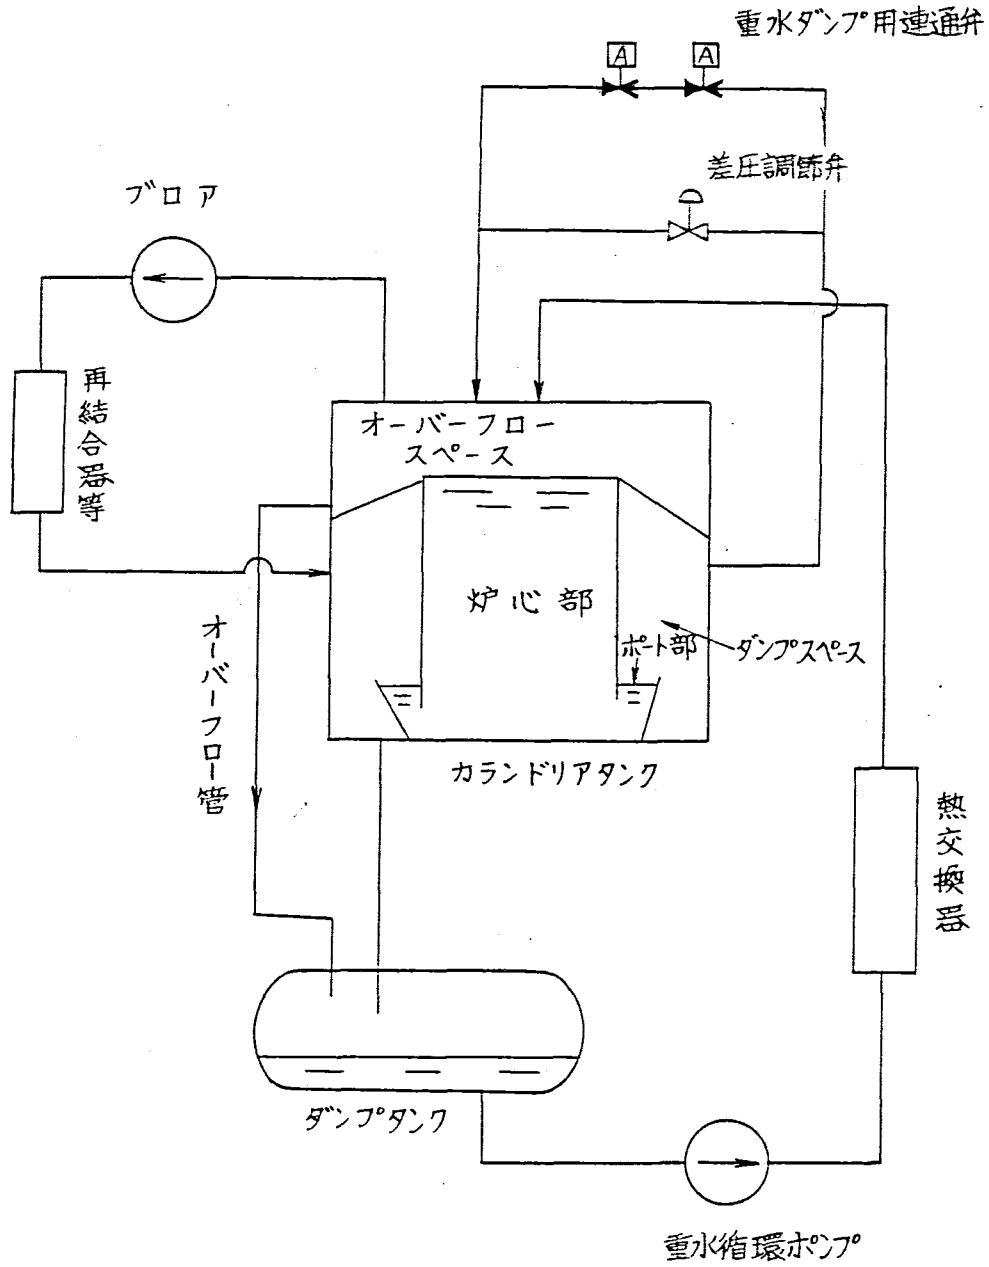 重水ダンプ用連通弁
A
A
差圧調節弁
ブロア
再結合器等
オーバーフロー
スペース
炉心部
ポート部
ダンプスペース
オーバーフロー管
カランドリアタンク
熱交換器
ダンプタンク
重水循環ポンプ